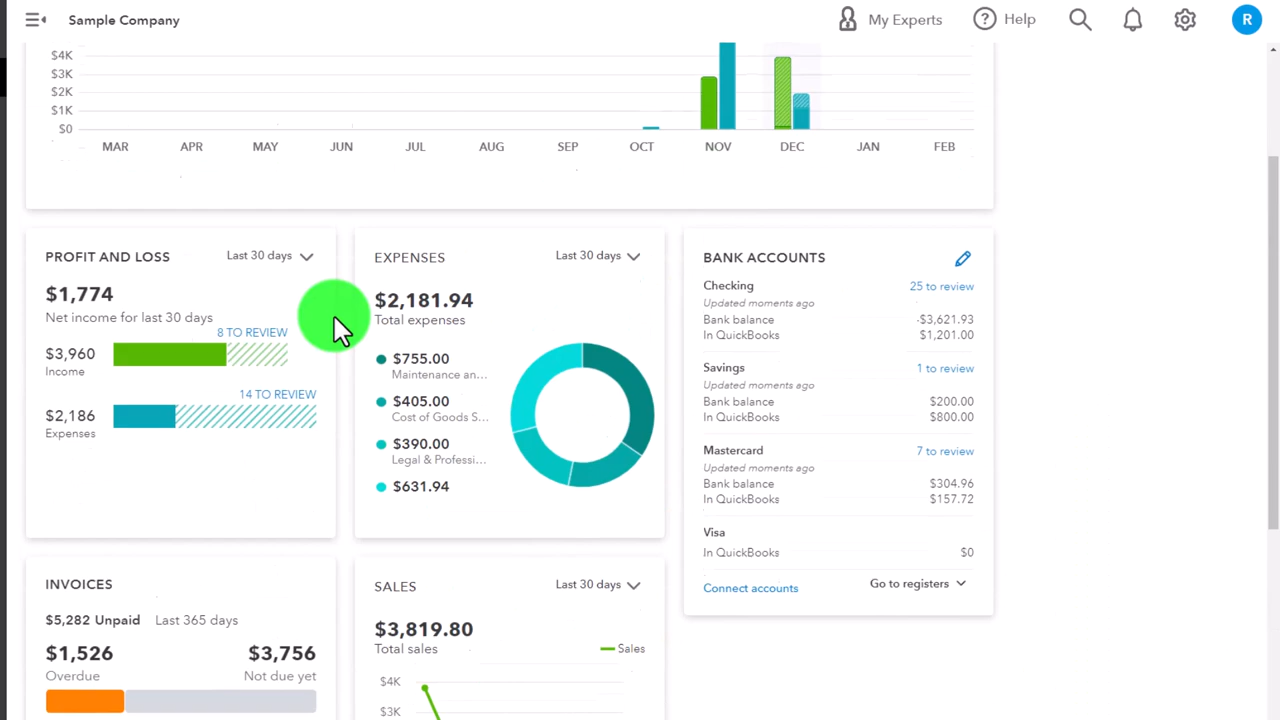 Sample Company
My Experts
Help
R
$4K
$3K
$2K
$1K
$0
MAR APR MAY JUN JUL AUG SEP OCT NOV DEC JAN FEB
PROFIT AND LOSS
Last 30 days
$1,774
Net income for last 30 days
8 TO REVIEW
$3,960
Income
14 TO REVIEW
$2,186
Expenses
EXPENSES
Last 30 days
$2,181.94
Total expenses
$755.00
Maintenance an...
$405.00
Cost of Goods S...
$390.00
Legal & Professi...
$631.94
BANK ACCOUNTS
Checking 25 to review
Updated moments ago
Bank balance -$3,621.93
In QuickBooks $1,201.00
Savings 1 to review
Updated moments ago
Bank balance $200.00
In QuickBooks $800.00
Mastercard 7 to review
Updated moments ago
Bank balance $304.96
In QuickBooks $157.72
Visa
In QuickBooks $0
Connect accounts Go to registers
INVOICES
$5,282 Unpaid Last 365 days
$1,526 $3,756
Overdue Not due yet
SALES
Last 30 days
$3,819.80
Total sales
Sales
$4K
$3K